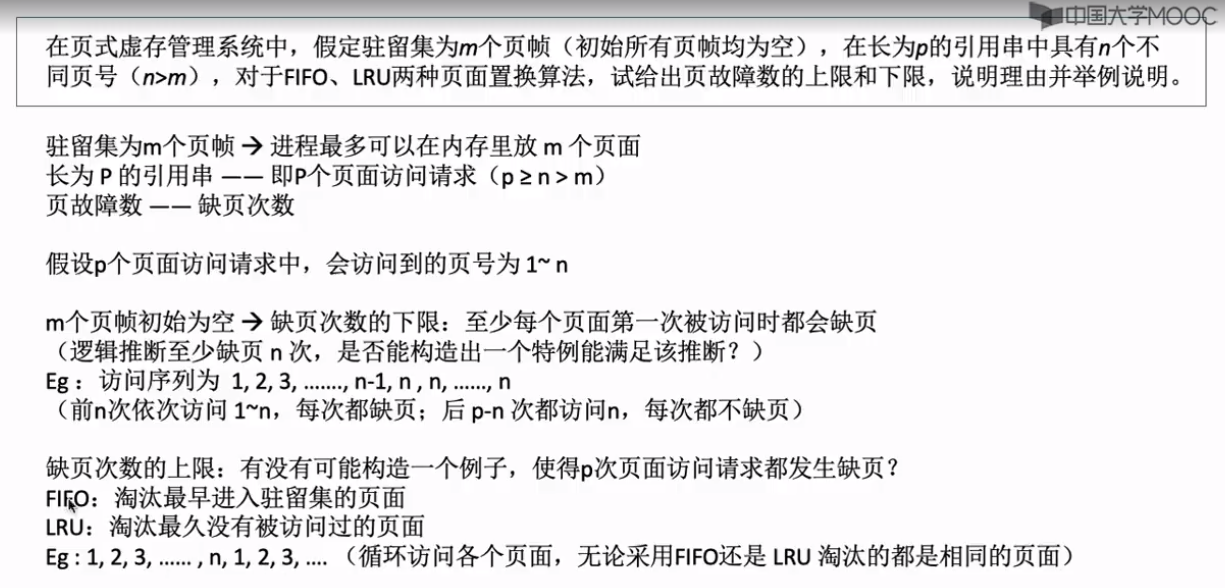 中国大学MOOC
在页式虚存管理系统中，假定驻留集为m个页帧（初始所有页帧均为空），在长为p的引用串中具有n个不
同页号（n>m），对于FIFO、LRU两种页面置换算法，试给出页故障数的上限和下限，说明理由并举例说明。
驻留集为m个页帧 → 进程最多可以在内存里放 m 个页面
长为 P 的引用串 —— 即P个页面访问请求（p ≥ n > m）
页故障数 —— 缺页次数
假设p个页面访问请求中，会访问到的页号为 1~ n
m个页帧初始为空 → 缺页次数的下限：至少每个页面第一次被访问时都会缺页
（逻辑推断至少缺页 n 次，是否能构造出一个特例能满足该推断？）
Eg： 访问序列为 1, 2, 3, ……., n-1, n , n, ……, n
（前n次依次访问 1~n，每次都缺页；后 p-n 次都访问n，每次都不缺页）
缺页次数的上限：有没有可能构造一个例子，使得p次页面访问请求都发生缺页？
FIFO：淘汰最早进入驻留集的页面
LRU：淘汰最久没有被访问过的页面
Eg : 1, 2, 3, …… , n, 1, 2, 3, …. （循环访问各个页面，无论采用FIFO还是 LRU 淘汰的都是相同的页面）